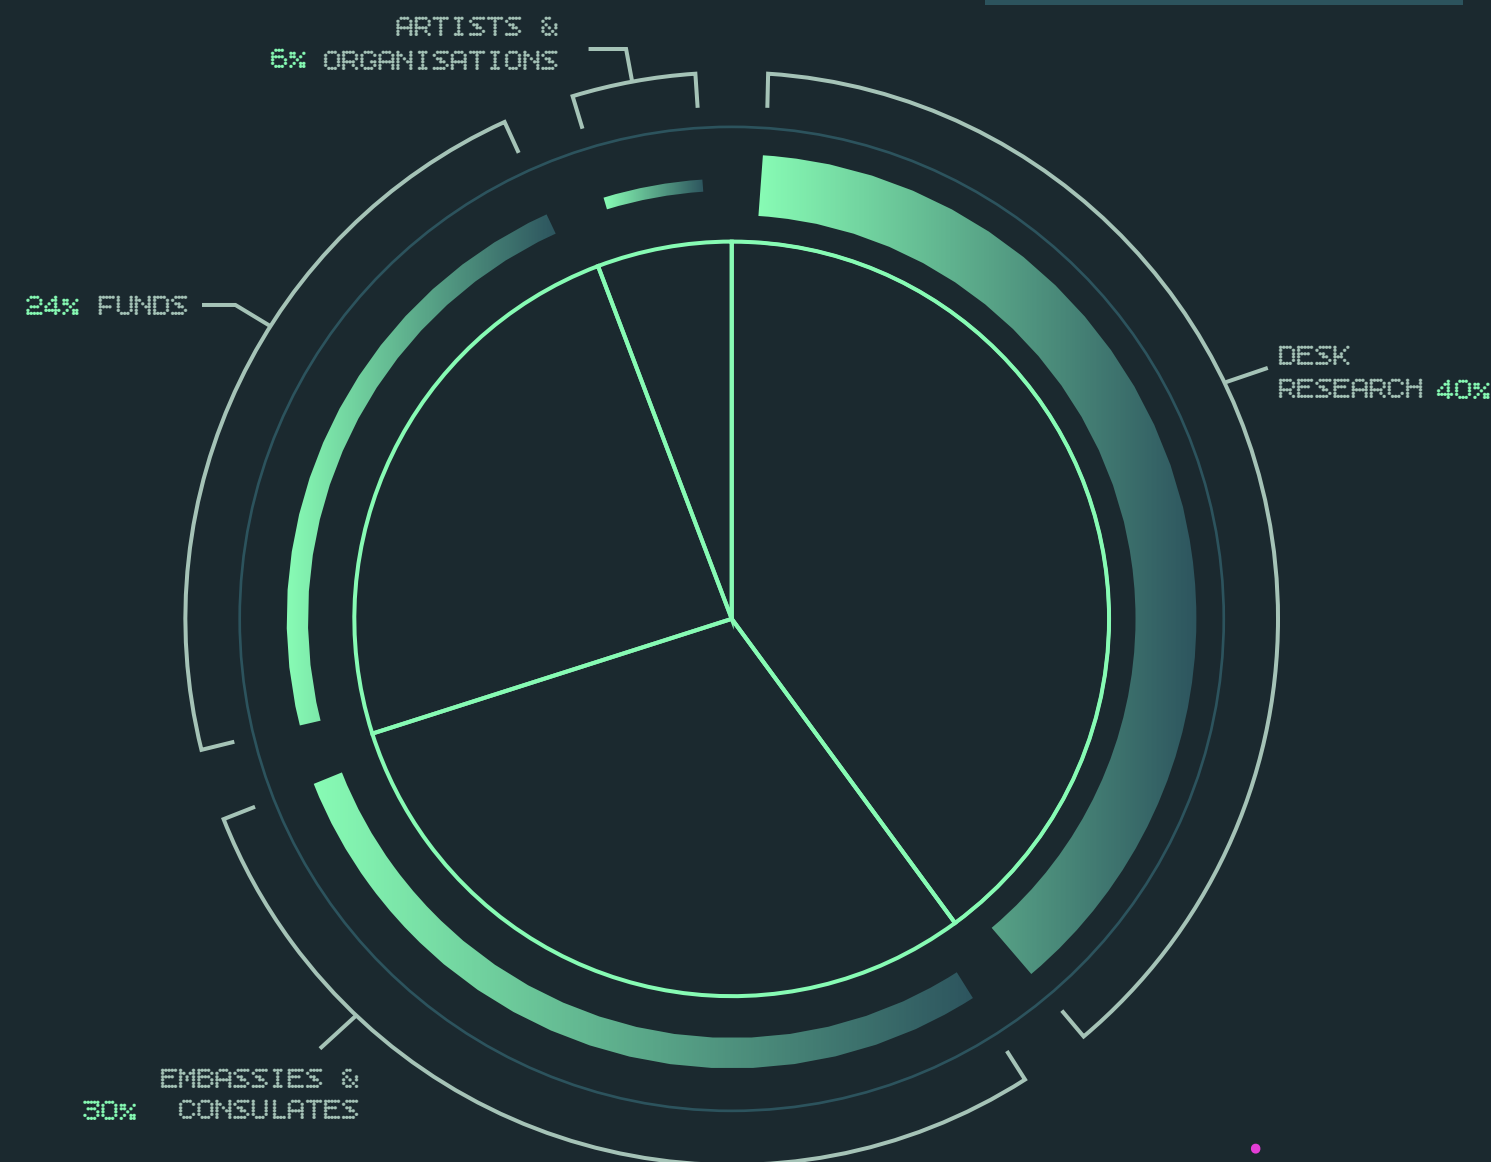 ARTISTS &
6% ORGANISATIONS
24% FUNDS
DESK
RESEARCH 40%
EMBASSIES &
30% CONSULATES